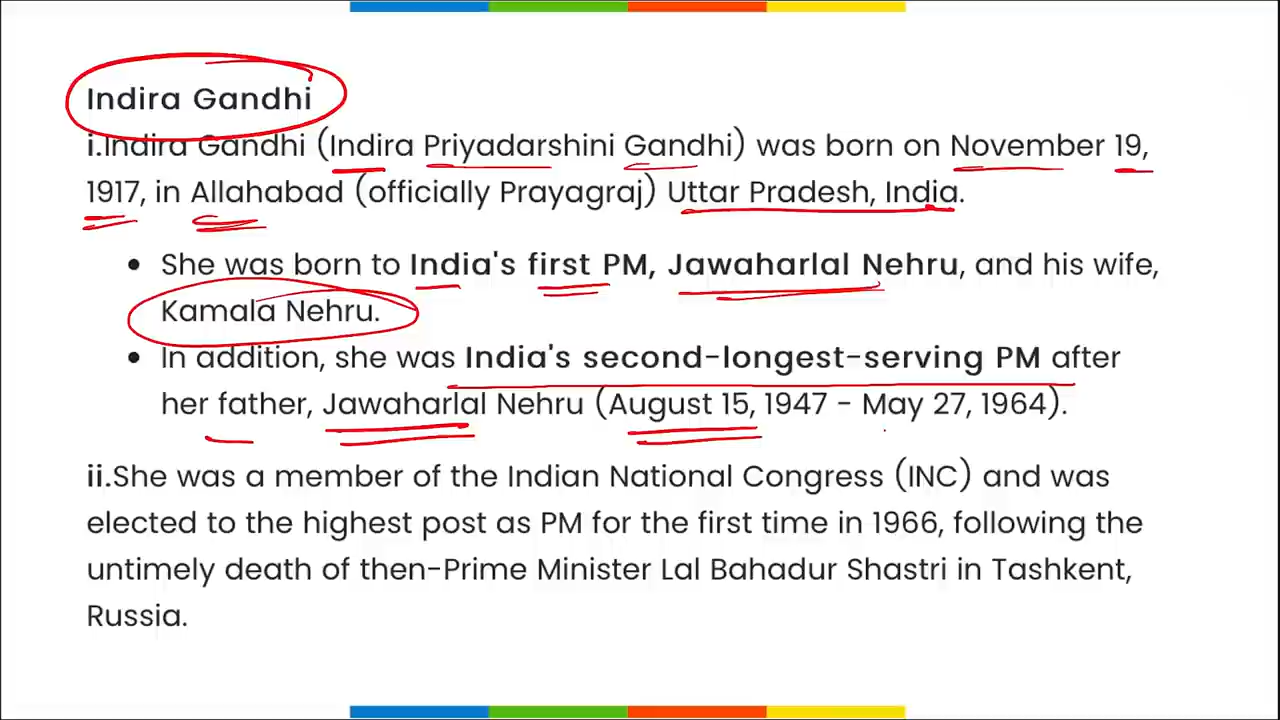 Indira Gandhi
i.Indira Gandhi (Indira Priyadarshini Gandhi) was born on November 19,
1917, in Allahabad (officially Prayagraj) Uttar Pradesh, India.
• She was born to India's first PM, Jawaharlal Nehru, and his wife,
Kamala Nehru.
• In addition, she was India's second-longest-serving PM after
her father, Jawaharlal Nehru (August 15, 1947 - May 27, 1964).
ii.She was a member of the Indian National Congress (INC) and was
elected to the highest post as PM for the first time in 1966, following the
untimely death of then-Prime Minister Lal Bahadur Shastri in Tashkent,
Russia.